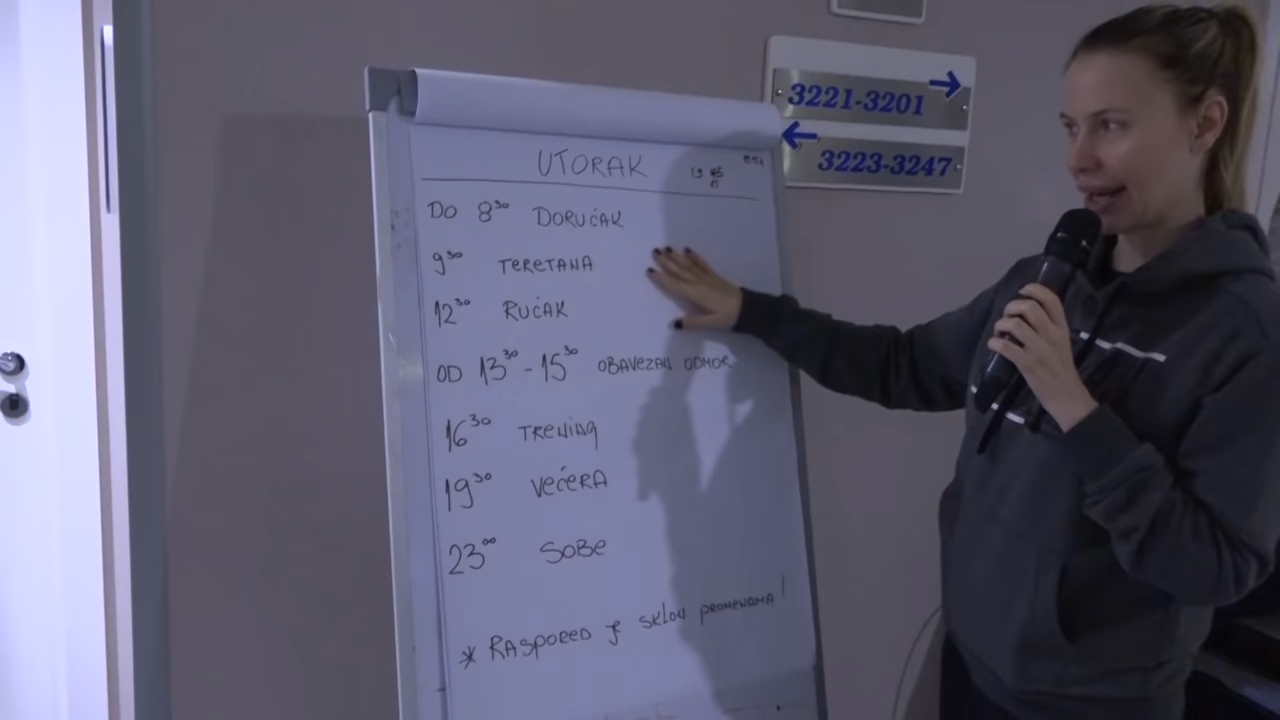 3221-3201
3223-3247
UTORAK
DO 8³⁰ DORUČAK
9³⁰ TERETANA
12³⁰ RUČAK
OD 13³⁰ - 15³⁰ OBAVEZAN ODMOR
16³⁰ TRENING
19³⁰ VEČERA
23⁰⁰ SOBE
* RASPORED JE SKLON PROMENAMA!